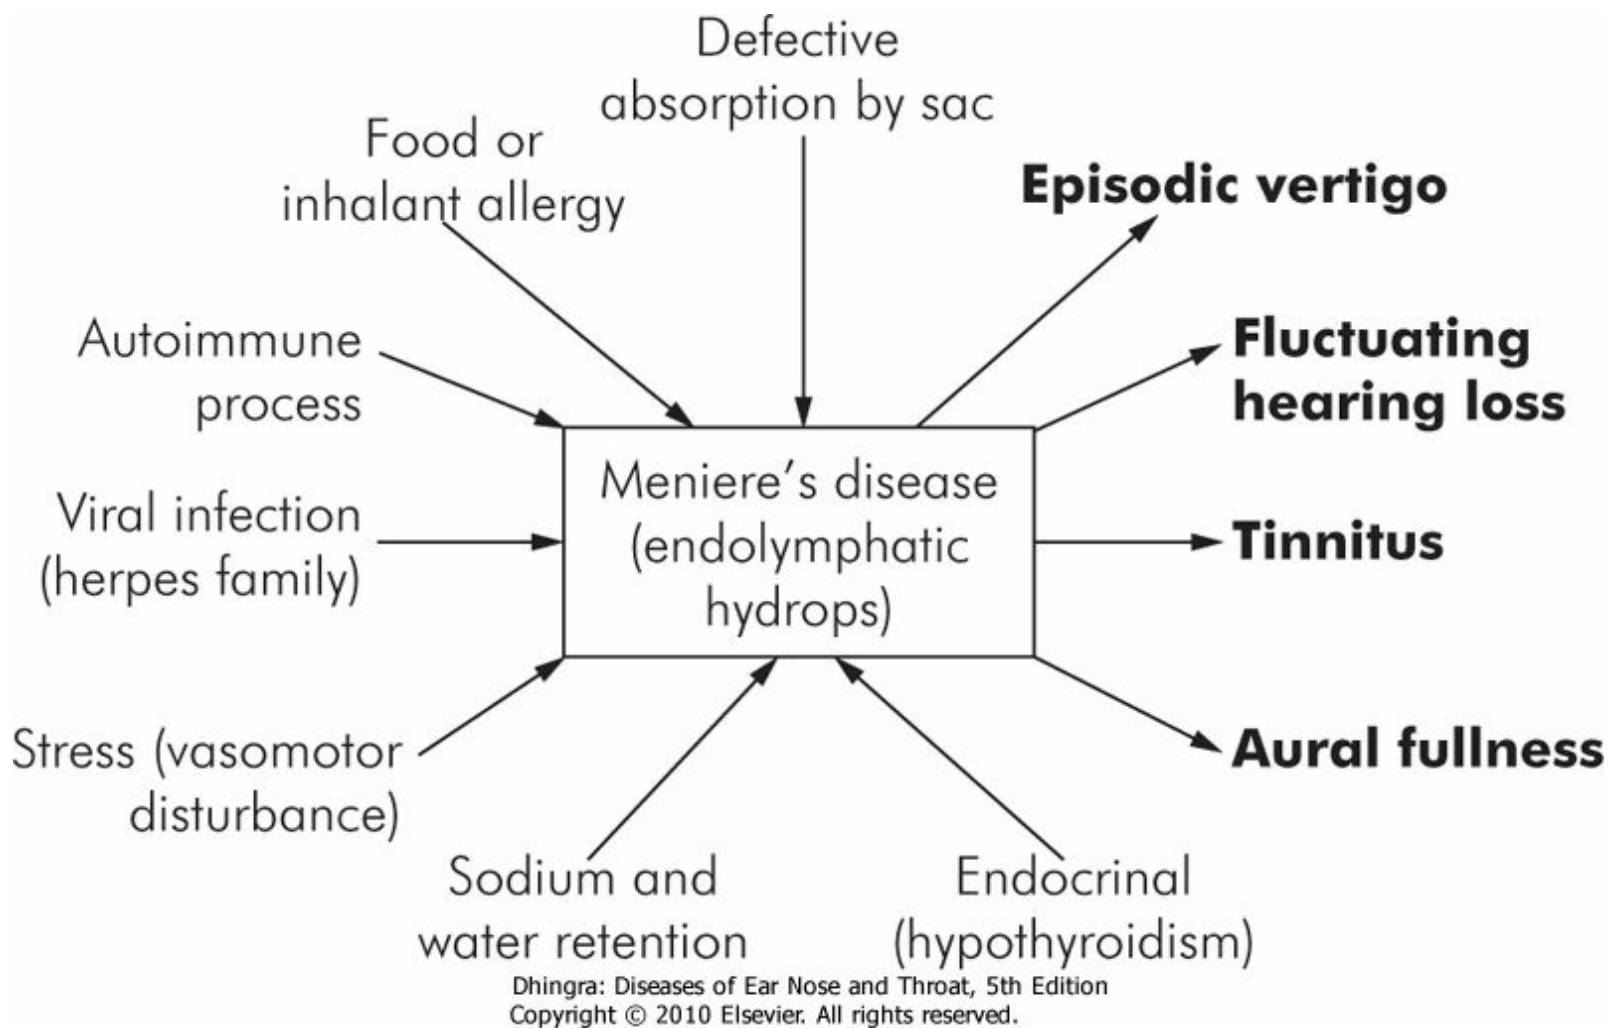 Defective
absorption by sac
Food or
inhalant allergy
Episodic vertigo
Autoimmune
process
Fluctuating
hearing loss
Viral infection
(herpes family)
Meniere's disease
(endolymphatic
hydrops)
Tinnitus
Stress (vasomotor
disturbance)
Aural fullness
Sodium and
water retention
Endocrinal
(hypothyroidism)
Dhingra: Diseases of Ear Nose and Throat, 5th Edition
Copyright © 2010 Elsevier. All rights reserved.